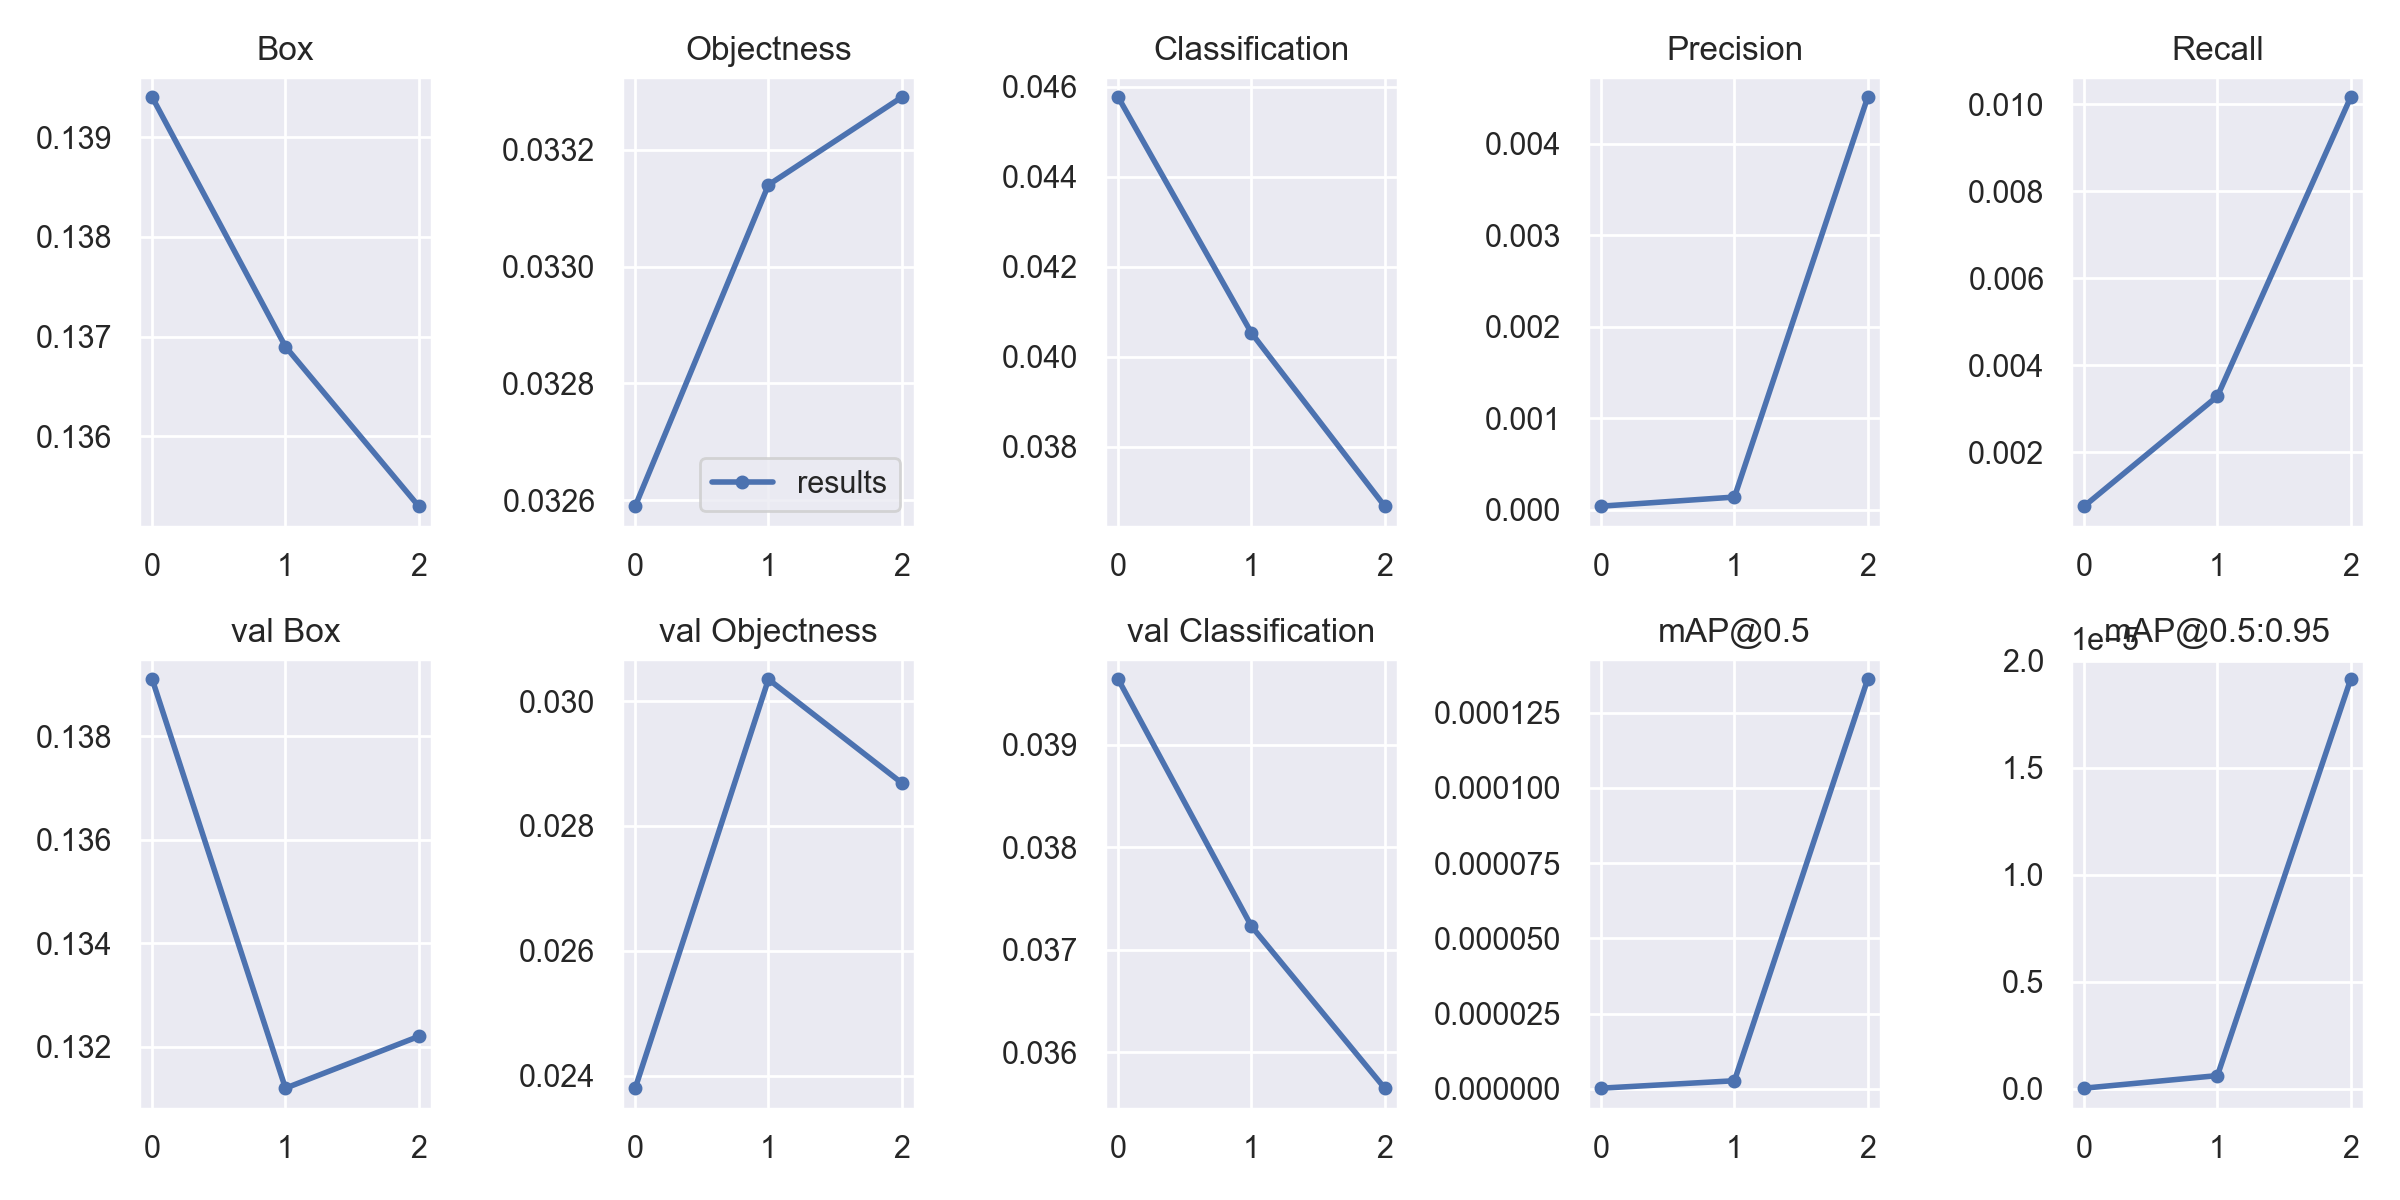 Box
Objectness
Classification
Precision
Recall
0.139
0.138
0.137
0.136
0 1 2
0.0332
0.0330
0.0328
0.0326
results
0 1 2
0.046
0.044
0.042
0.040
0.038
0 1 2
0.004
0.003
0.002
0.001
0.000
0 1 2
0.010
0.008
0.006
0.004
0.002
0 1 2
val Box
val Objectness
val Classification
mAP@0.5
mAP@0.5:0.95
0.138
0.136
0.134
0.132
0 1 2
0.030
0.028
0.026
0.024
0 1 2
0.039
0.038
0.037
0.036
0 1 2
0.000125
0.000100
0.000075
0.000050
0.000025
0.000000
0 1 2
1e−5
2.0
1.5
1.0
0.5
0.0
0 1 2